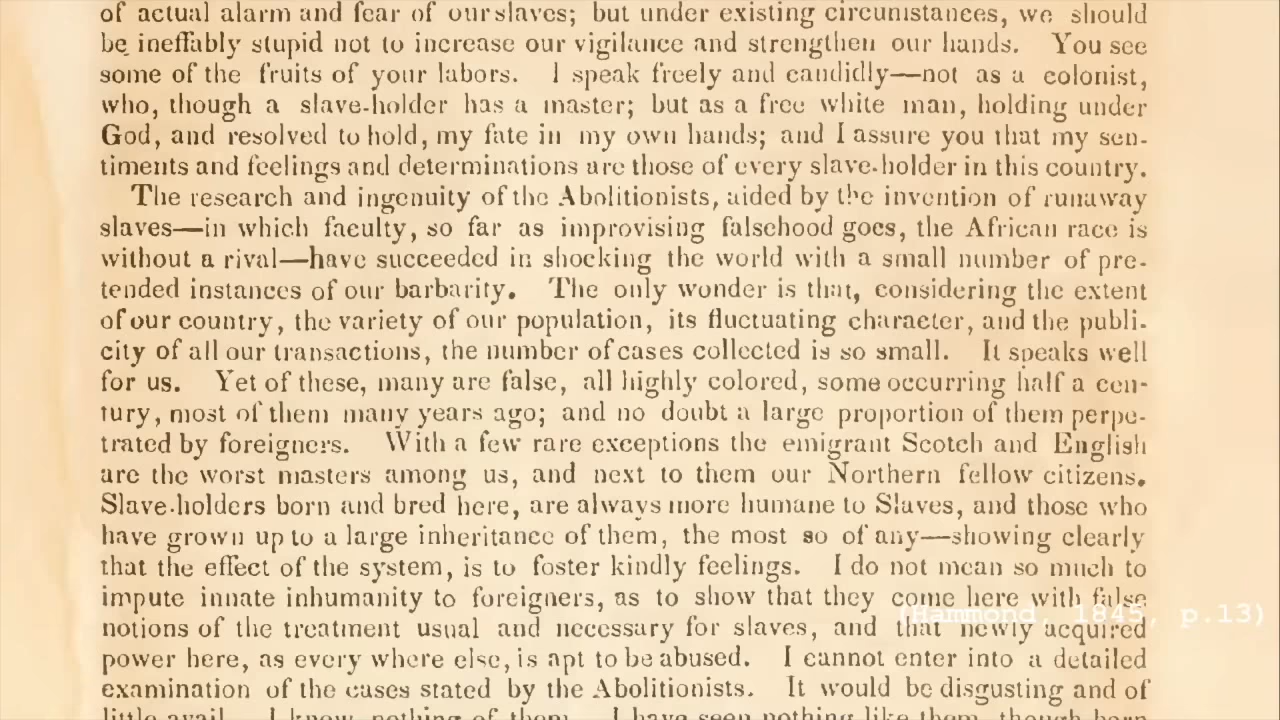 of actual alarm and fear of our slaves; but under existing circumstances, we should
be ineffably stupid not to increase our vigilance and strengthen our hands. You see
some of the fruits of your labors. I speak freely and candidly—not as a colonist,
who, though a slave-holder has a master; but as a free white man, holding under
God, and resolved to hold, my fate in my own hands; and I assure you that my sen-
timents and feelings and determinations are those of every slave-holder in this country.
The research and ingenuity of the Abolitionists, aided by the invention of runaway
slaves—in which faculty, so far as improvising falsehood goes, the African race is
without a rival—have succeeded in shocking the world with a small number of pre-
tended instances of our barbarity. The only wonder is that, considering the extent
of our country, the variety of our population, its fluctuating character, and the publi-
city of all our transactions, the number of cases collected is so small. It speaks well
for us. Yet of these, many are false, all highly colored, some occurring half a cen-
tury, most of them many years ago; and no doubt a large proportion of them perpe-
trated by foreigners. With a few rare exceptions the emigrant Scotch and English
are the worst masters among us, and next to them our Northern fellow citizens.
Slave-holders born and bred here, are always more humane to Slaves, and those who
have grown up to a large inheritance of them, the most so of any—showing clearly
that the effect of the system, is to foster kindly feelings. I do not mean so much to
impute innate inhumanity to foreigners, as to show that they come here with false
(Hammond, 1845, p.13)
notions of the treatment usual and necessary for slaves, and that newly acquired
power here, as every where else, is apt to be abused. I cannot enter into a detailed
examination of the cases stated by the Abolitionists. It would be disgusting and of
little avail. I know nothing of them. I have seen nothing like them, though born